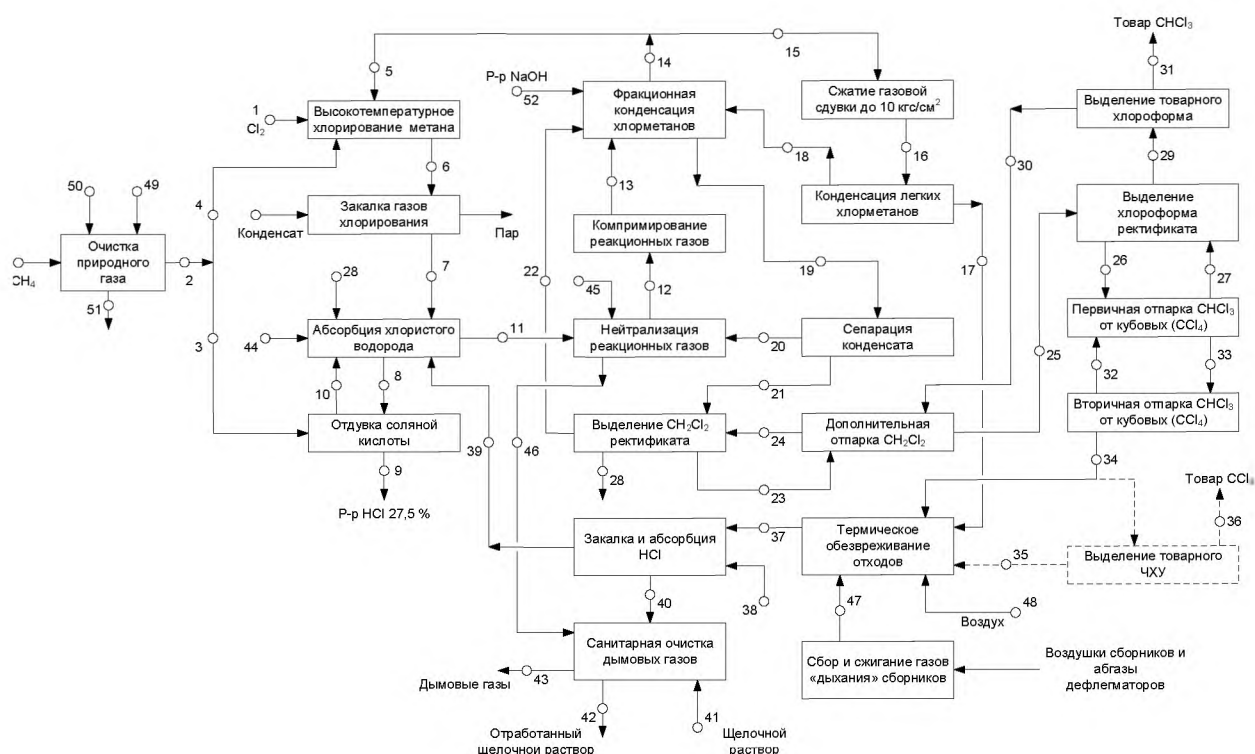 Товар CHCl3
31
15
14
5
Р-р NaOH
52
Фракционная
конденсация
хлорметанов
Сжатие газовой
сдувки до 10 кгс/см2
Выделение товарного
хлороформа
1
Cl2
Высокотемпературное
хлорирование метана
6
18
16
30
29
50
49
4
13
Закалка газов
хлорирования
Конденсат
Пар
Конденсация легких
хлорметанов
Выделение
хлороформа
ректификата
Компримирование
реакционных газов
Очистка
природного
газа
CH4
2
7
22
19
17
26
27
28
45
12
51
3
44
Абсорбция хлористого
водорода
11
Нейтрализация
реакционных газов
20
Сепарация
конденсата
25
Первичная отпарка CHCl3
от кубовых (CCl4)
10
8
21
32
33
Отдувка соляной
кислоты
39
46
Выделение CH2Cl2
ректификата
24
Дополнительная
отпарка CH2Cl2
Вторичная отпарка CHCl3
от кубовых (CCl4)
9
28
23
34
Р-р HCl 27,5 %
Товар CCl4
36
Закалка и абсорбция
HCl
37
Термическое
обезвреживание
отходов
35
Выделение товарного
ЧХУ
40
38
47
48
Воздух
Санитарная очистка
дымовых газов
Сбор и сжигание газов
«дыхания» сборников
Воздушки сборников и
абгазы
дефлегматоров
Дымовые газы
43
42
41
Отработанный
щелочной раствор
Щелочной
раствор